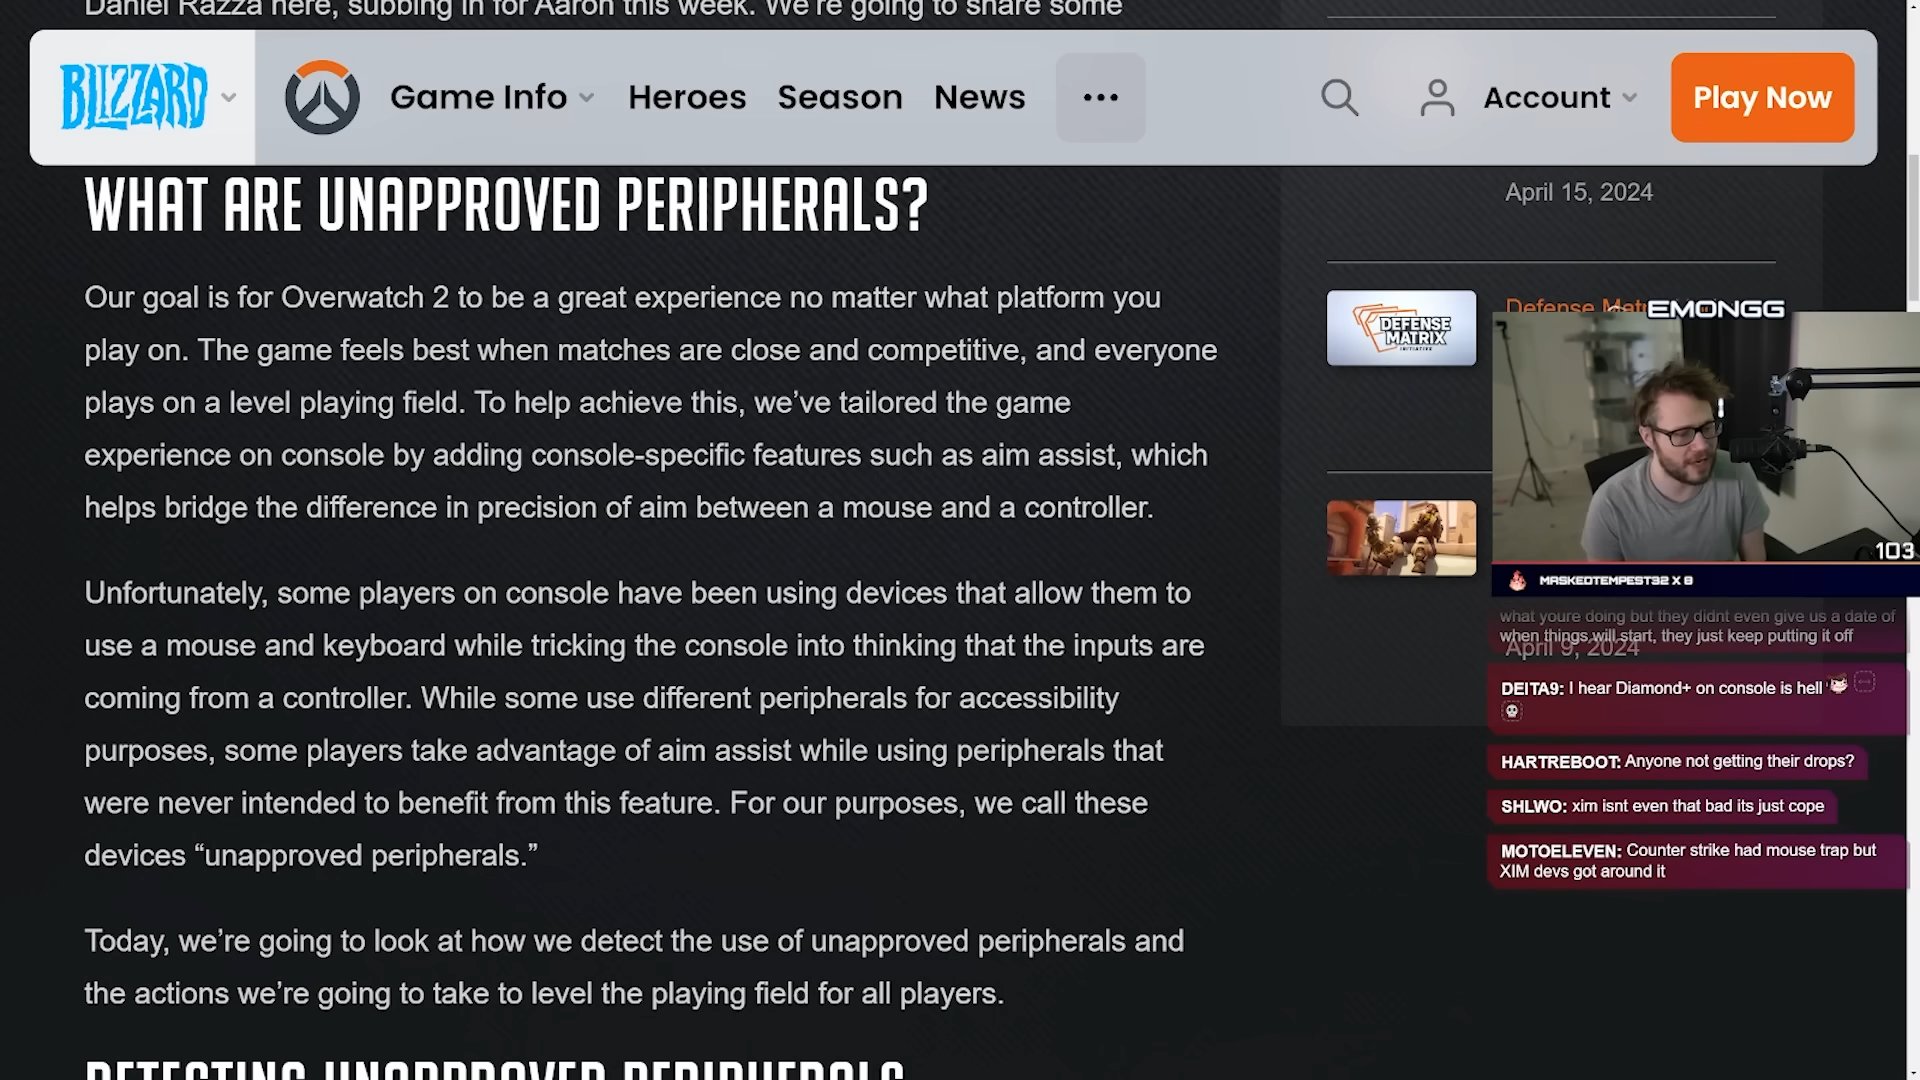 Daniel Razza here, subbing in for Aaron this week. We're going to share some
BLIZZARD
Game Info
Heroes
Season
News
Account
Play Now
WHAT ARE UNAPPROVED PERIPHERALS?
Our goal is for Overwatch 2 to be a great experience no matter what platform you
play on. The game feels best when matches are close and competitive, and everyone
plays on a level playing field. To help achieve this, we've tailored the game
experience on console by adding console-specific features such as aim assist, which
helps bridge the difference in precision of aim between a mouse and a controller.
Unfortunately, some players on console have been using devices that allow them to
use a mouse and keyboard while tricking the console into thinking that the inputs are
coming from a controller. While some use different peripherals for accessibility
purposes, some players take advantage of aim assist while using peripherals that
were never intended to benefit from this feature. For our purposes, we call these
devices “unapproved peripherals.”
Today, we're going to look at how we detect the use of unapproved peripherals and
the actions we're going to take to level the playing field for all players.
DETECTING UNAPPROVED PERIPHERALS
April 15, 2024
DEFENSE
MATRIX
INITIATIVE
Defense Matr
EMONGG
103
MASKEDTEMPEST32 X 8
what youre doing but they didnt even give us a date of
when things will start, they just keep putting it off
April 9, 2024
DEITA9: I hear Diamond+ on console is hell
HARTREBOOT: Anyone not getting their drops?
SHLWO: xim isnt even that bad its just cope
MOTOELEVEN: Counter strike had mouse trap but
XIM devs got around it